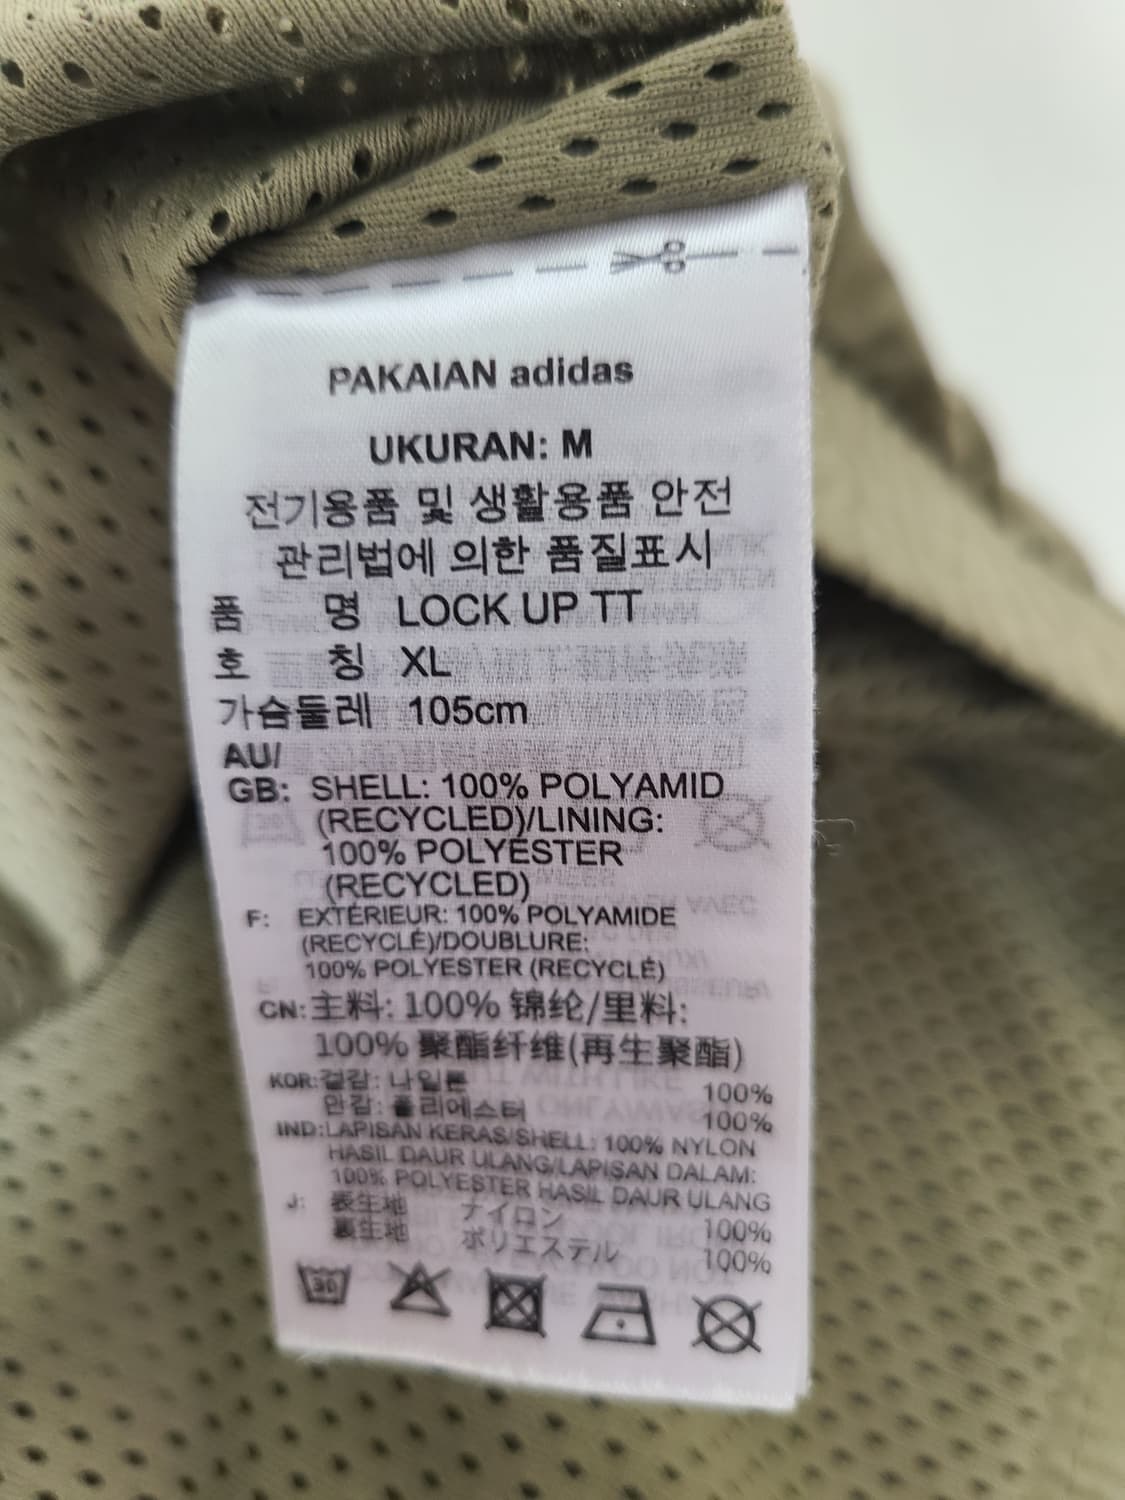 PAKAIAN adidas
UKURAN: M
전기용품 및 생활용품 안전
관리법에 의한 품질표시
품 명 LOCK UP TT
호 칭 XL
가슴둘레 105cm
AU/
GB: SHELL: 100% POLYAMID
(RECYCLED)/LINING:
100% POLYESTER
(RECYCLED)
F: EXTÉRIEUR: 100% POLYAMIDE
(RECYCLÉ)/DOUBLURE:
100% POLYESTER (RECYCLÉ)
CN: 主料: 100% 锦纶/里料:
100% 聚酯纤维(再生聚酯)
KOR: 겉감: 나일론 100%
안감: 폴리에스터 100%
IND: LAPISAN KERAS/SHELL: 100% NYLON
HASIL DAUR ULANG/LAPISAN DALAM:
100% POLYESTER HASIL DAUR ULANG
J: 表生地 ナイロン 100%
裏生地 ポリエステル 100%
30